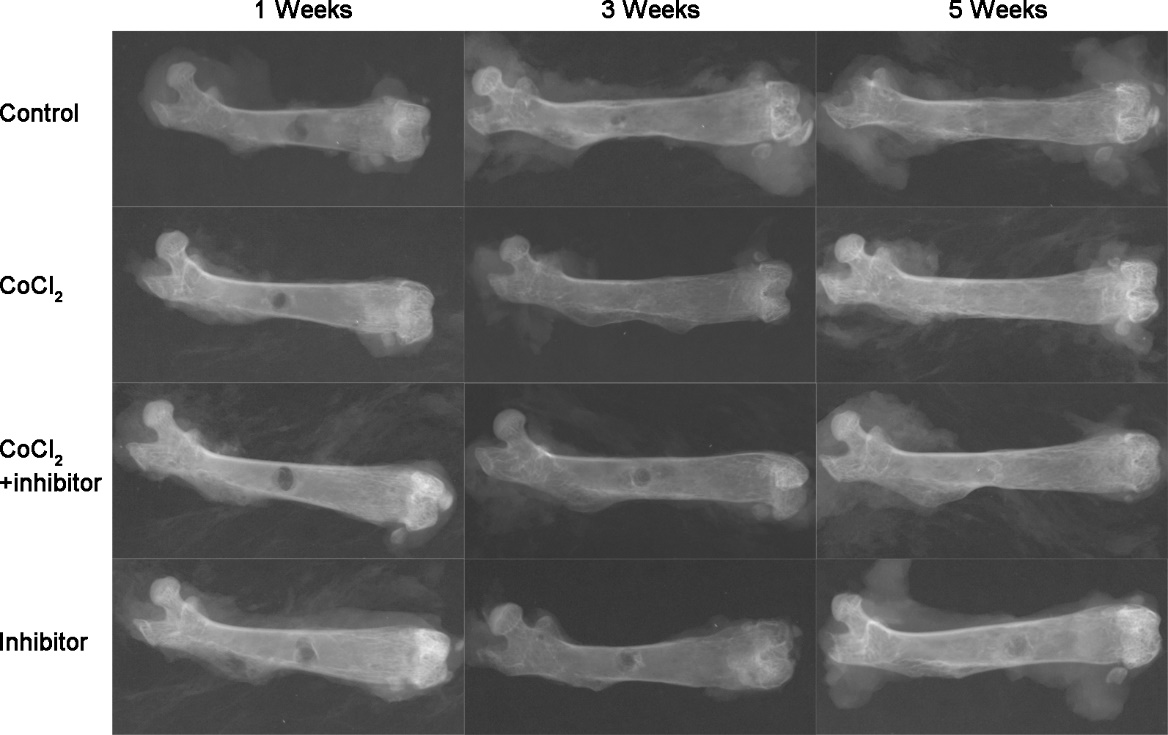 1 Weeks
3 Weeks
5 Weeks
Control
CoCl₂
CoCl₂
+inhibitor
Inhibitor